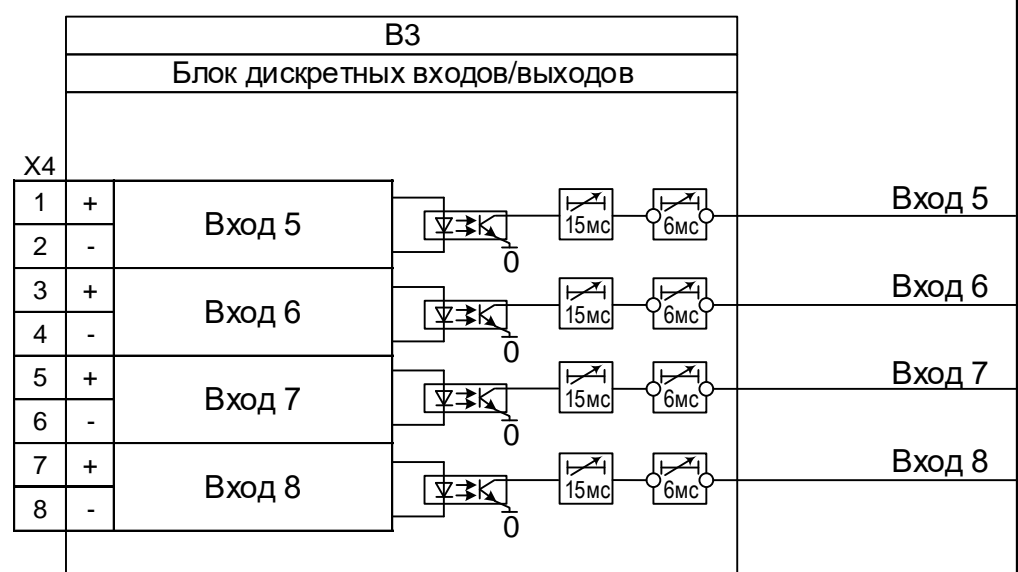 B3
Блок дискретных входов/выходов
X4
1 + Вход 5 15мс 6мс Вход 5
2 - 0
3 + Вход 6 15мс 6мс Вход 6
4 - 0
5 + Вход 7 15мс 6мс Вход 7
6 - 0
7 + Вход 8 15мс 6мс Вход 8
8 - 0